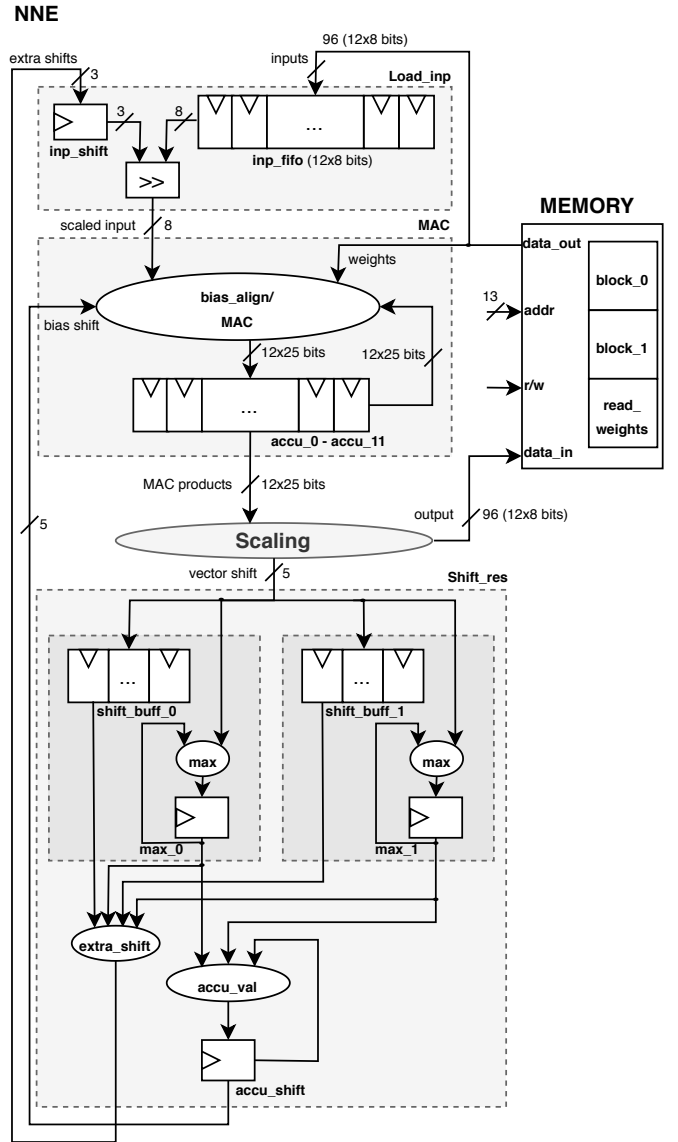 NNE
96 (12x8 bits)
extra shifts
inputs
3
Load_inp
3
8
...
inp_shift
inp_fifo (12x8 bits)
>>
MEMORY
scaled input
8
MAC
data_out
weights
block_0
bias_align/
MAC
13
addr
bias shift
12x25 bits
12x25 bits
block_1
r/w
...
read_
weights
accu_0 - accu_11
data_in
MAC products
12x25 bits
output
96 (12x8 bits)
5
Scaling
vector shift
5
Shift_res
...
...
shift_buff_0
shift_buff_1
max
max
max_0
max_1
extra_shift
accu_val
accu_shift